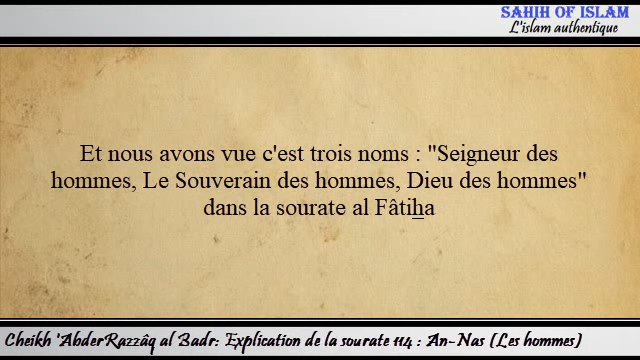 SAHIH OF ISLAM
L'islam authentique
Et nous avons vue c'est trois noms : "Seigneur des
hommes, Le Souverain des hommes, Dieu des hommes"
dans la sourate al Fâtiẖa
Cheikh 'AbderRazzâq al Badr: Explication de la sourate 114 : An-Nas (Les hommes)